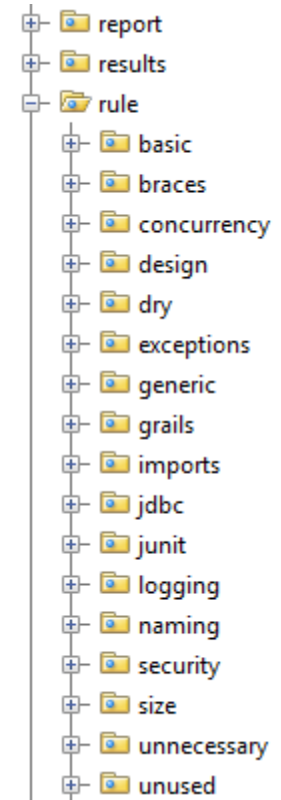 report
results
rule
basic
braces
concurrency
design
dry
exceptions
generic
grails
imports
jdbc
junit
logging
naming
security
size
unnecessary
unused